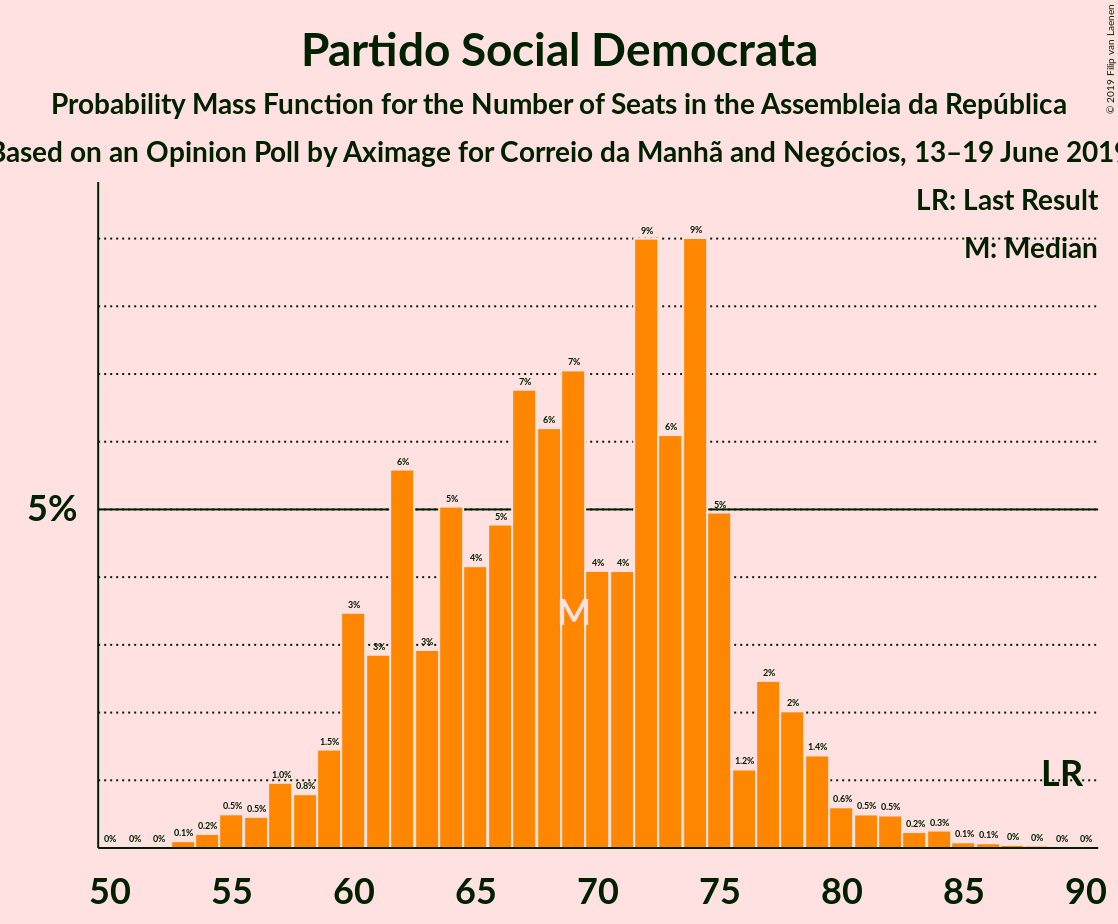 Partido Social Democrata
Probability Mass Function for the Number of Seats in the Assembleia da República
Based on an Opinion Poll by Aximage for Correio da Manhã and Negócios, 13–19 June 2019
© 2019 Filip van Laenen
LR: Last Result
M: Median
5%
0% 0% 0% 0.1% 0.2% 0.5% 0.5% 1.0% 0.8% 1.5% 3% 3% 6% 3% 5% 4% 5% 7% 6% 7% 4% 4% 9% 6% 9% 5% 1.2% 2% 2% 1.4% 0.6% 0.5% 0.5% 0.2% 0.3% 0.1% 0.1% 0% 0% 0% 0%
M
LR
50 55 60 65 70 75 80 85 90